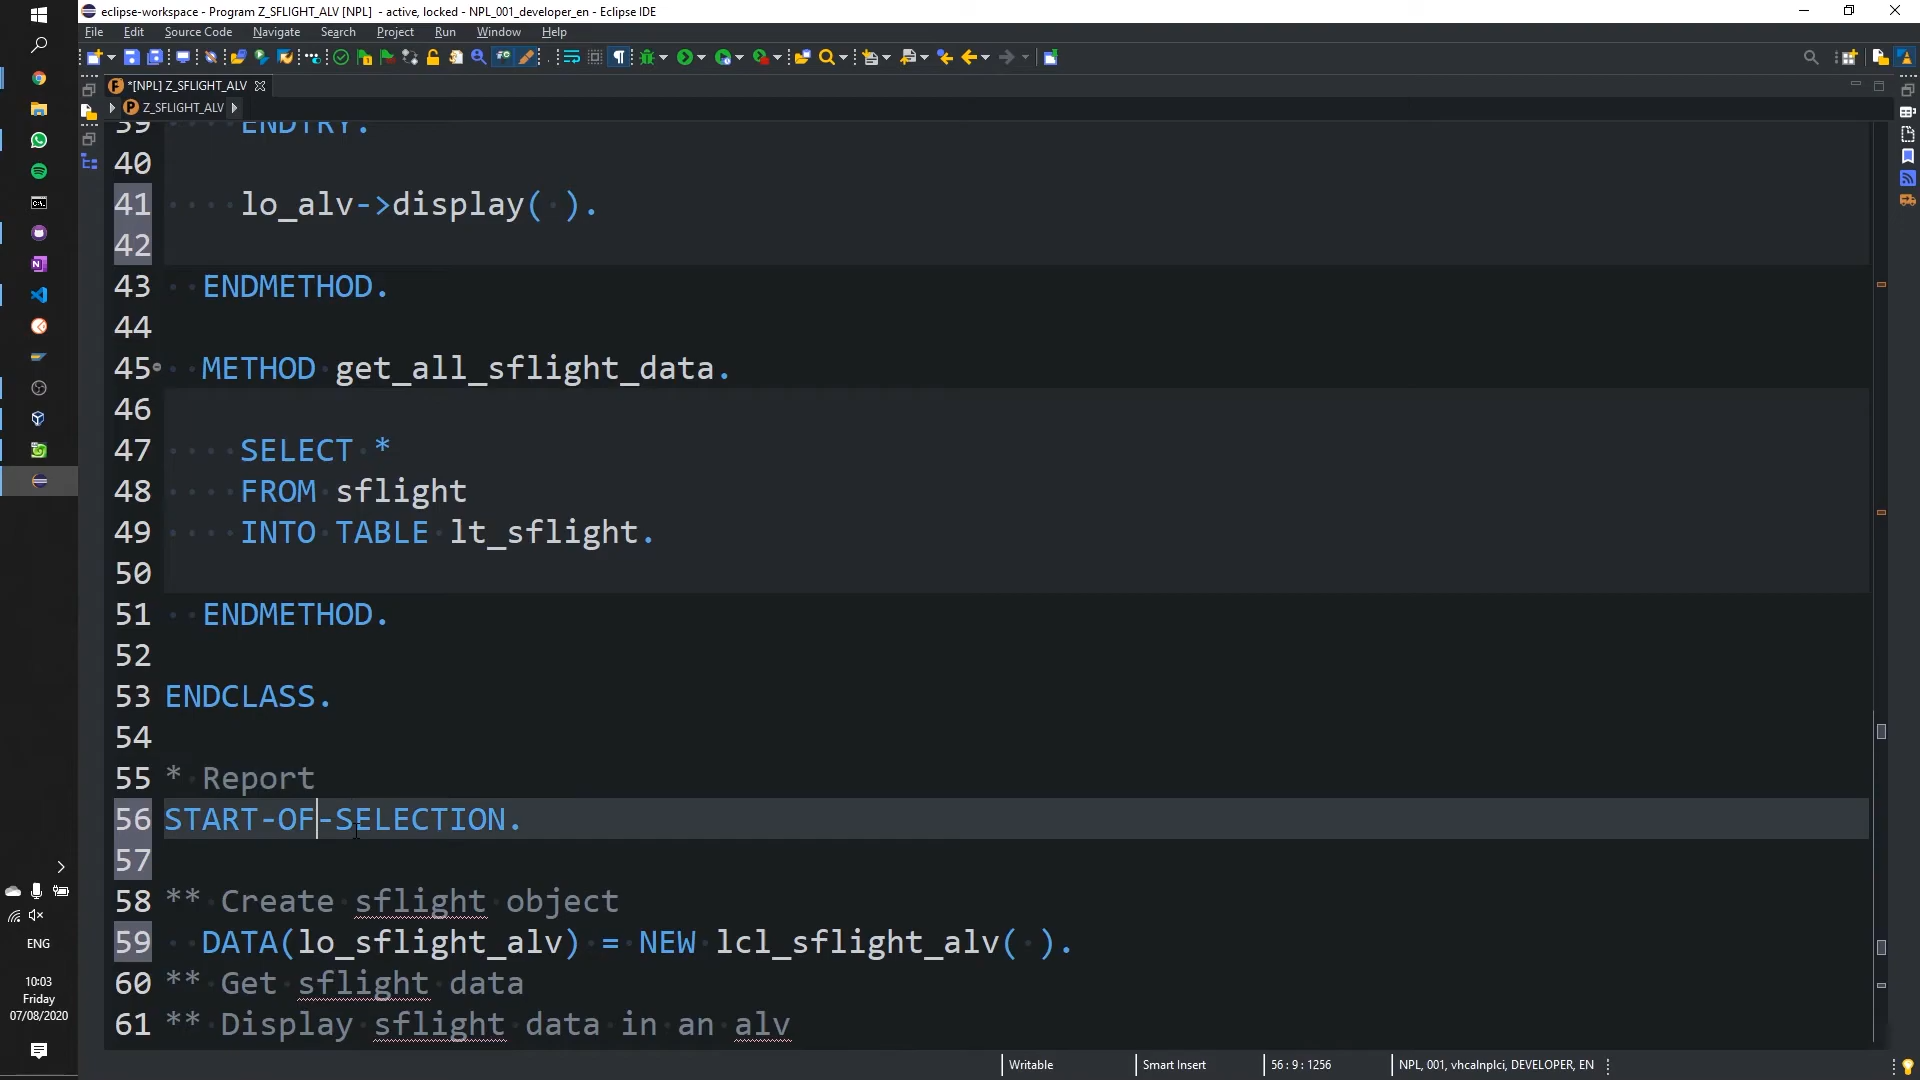 eclipse-workspace - Program Z_SFLIGHT_ALV [NPL] - active, locked - NPL_001_developer_en - Eclipse IDE
File Edit Source Code Navigate Search Project Run Window Help
*[NPL] Z_SFLIGHT_ALV
Z_SFLIGHT_ALV
39 ENDTRY.
40
41 lo_alv->display( ).
42
43 ENDMETHOD.
44
45 METHOD get_all_sflight_data.
46
47 SELECT *
48 FROM sflight
49 INTO TABLE lt_sflight.
50
51 ENDMETHOD.
52
53 ENDCLASS.
54
55 * Report
56 START-OF-SELECTION.
57
58 ** Create sflight object
59 DATA(lo_sflight_alv) = NEW lcl_sflight_alv( ).
60 ** Get sflight data
61 ** Display sflight data in an alv
ENG
10:03
Friday
07/08/2020
Writable Smart Insert 56 : 9 : 1256 NPL, 001, vhcalnplci, DEVELOPER, EN